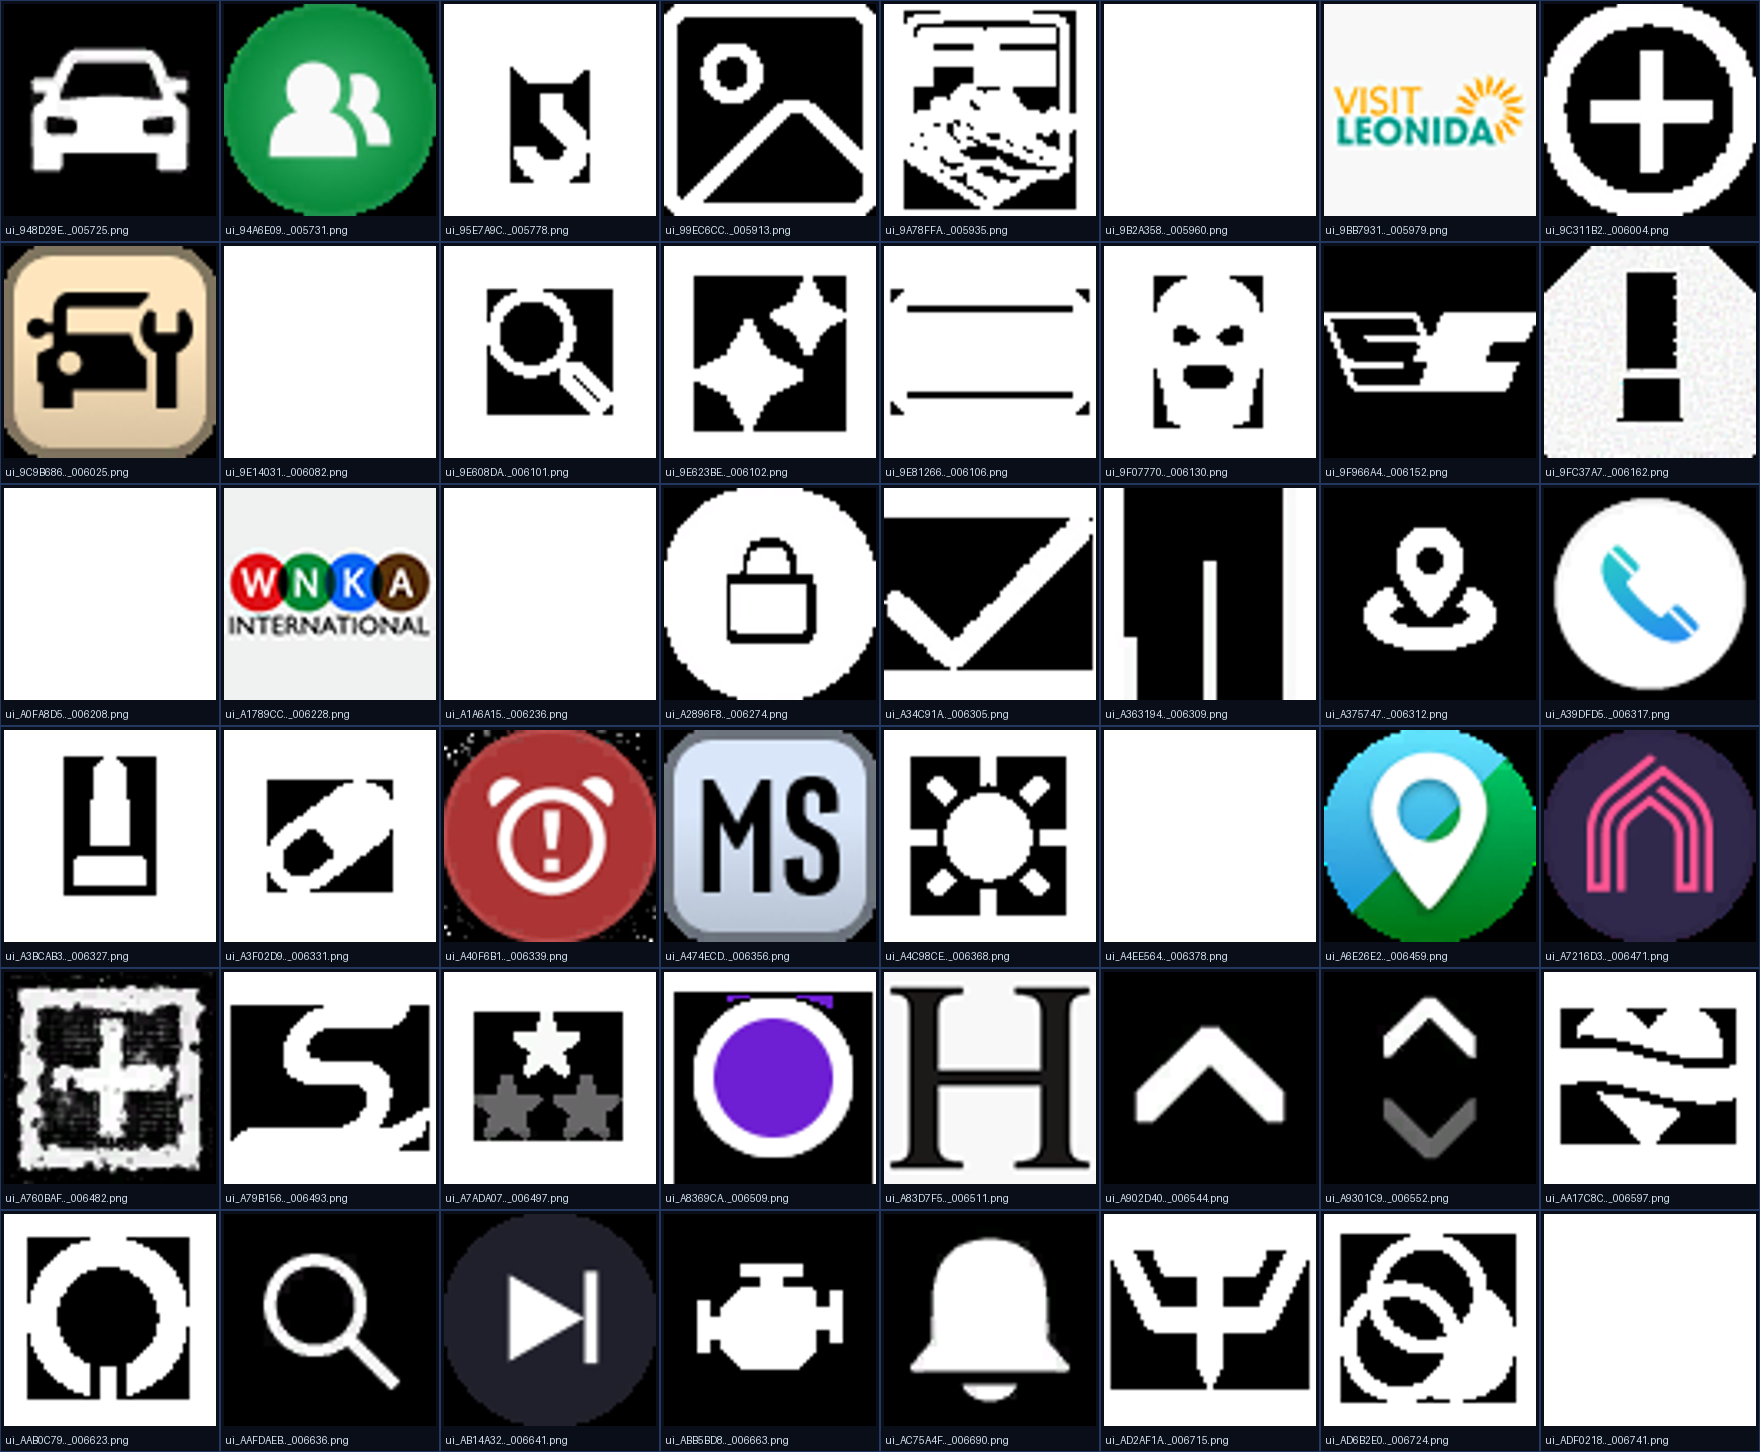 VISIT
LEONIDA
ui_948D29E.._005725.png
ui_94A6E09.._005731.png
ui_95E7A9C.._005778.png
ui_99EC6CC.._005913.png
ui_9A78FFA.._005935.png
ui_9B2A358.._005960.png
ui_9BB7931.._005979.png
ui_9C311B2.._006004.png
ui_9C9B686.._006025.png
ui_9E14031.._006082.png
ui_9E608DA.._006101.png
ui_9E623BE.._006102.png
ui_9E81266.._006106.png
ui_9F07770.._006130.png
ui_9F966A4.._006152.png
ui_9FC37A7.._006162.png
WNKA
INTERNATIONAL
ui_A0FA8D5.._006208.png
ui_A1789CC.._006228.png
ui_A1A6A15.._006236.png
ui_A2896F8.._006274.png
ui_A34C91A.._006305.png
ui_A363194.._006309.png
ui_A375747.._006312.png
ui_A39DFD5.._006317.png
!
MS
ui_A3BCAB3.._006327.png
ui_A3F02D9.._006331.png
ui_A40F6B1.._006339.png
ui_A474ECD.._006356.png
ui_A4C98CE.._006368.png
ui_A4EE564.._006378.png
ui_A6E26E2.._006459.png
ui_A7216D3.._006471.png
H
ui_A760BAF.._006482.png
ui_A79B156.._006493.png
ui_A7ADA07.._006497.png
ui_A8369CA.._006509.png
ui_A83D7F5.._006511.png
ui_A902D40.._006544.png
ui_A9301C9.._006552.png
ui_AA17C8C.._006597.png
ui_AAB0C79.._006623.png
ui_AAFDAEB.._006636.png
ui_AB14A32.._006641.png
ui_ABB5BD8.._006663.png
ui_AC75A4F.._006690.png
ui_AD2AF1A.._006715.png
ui_AD6B2E0.._006724.png
ui_ADF0218.._006741.png